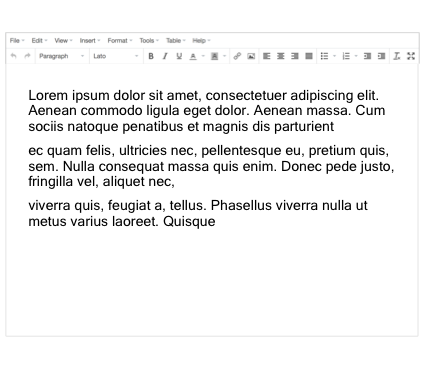 File Edit View Insert Format Tools Table Help
Paragraph Lato B I U A A
Lorem ipsum dolor sit amet, consectetuer adipiscing elit.
Aenean commodo ligula eget dolor. Aenean massa. Cum
sociis natoque penatibus et magnis dis parturient
ec quam felis, ultricies nec, pellentesque eu, pretium quis,
sem. Nulla consequat massa quis enim. Donec pede justo,
fringilla vel, aliquet nec,
viverra quis, feugiat a, tellus. Phasellus viverra nulla ut
metus varius laoreet. Quisque